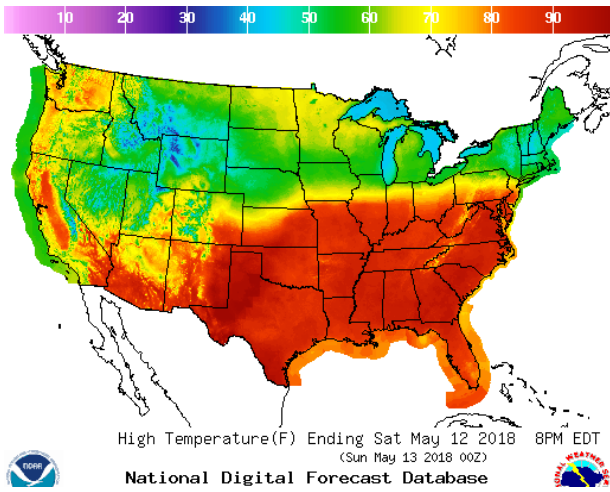 10 20 30 40 50 60 70 80 90
High Temperature(F) Ending Sat May 12 2018 8PM EDT
(Sun May 13 2018 00Z)
National Digital Forecast Database
NOAA